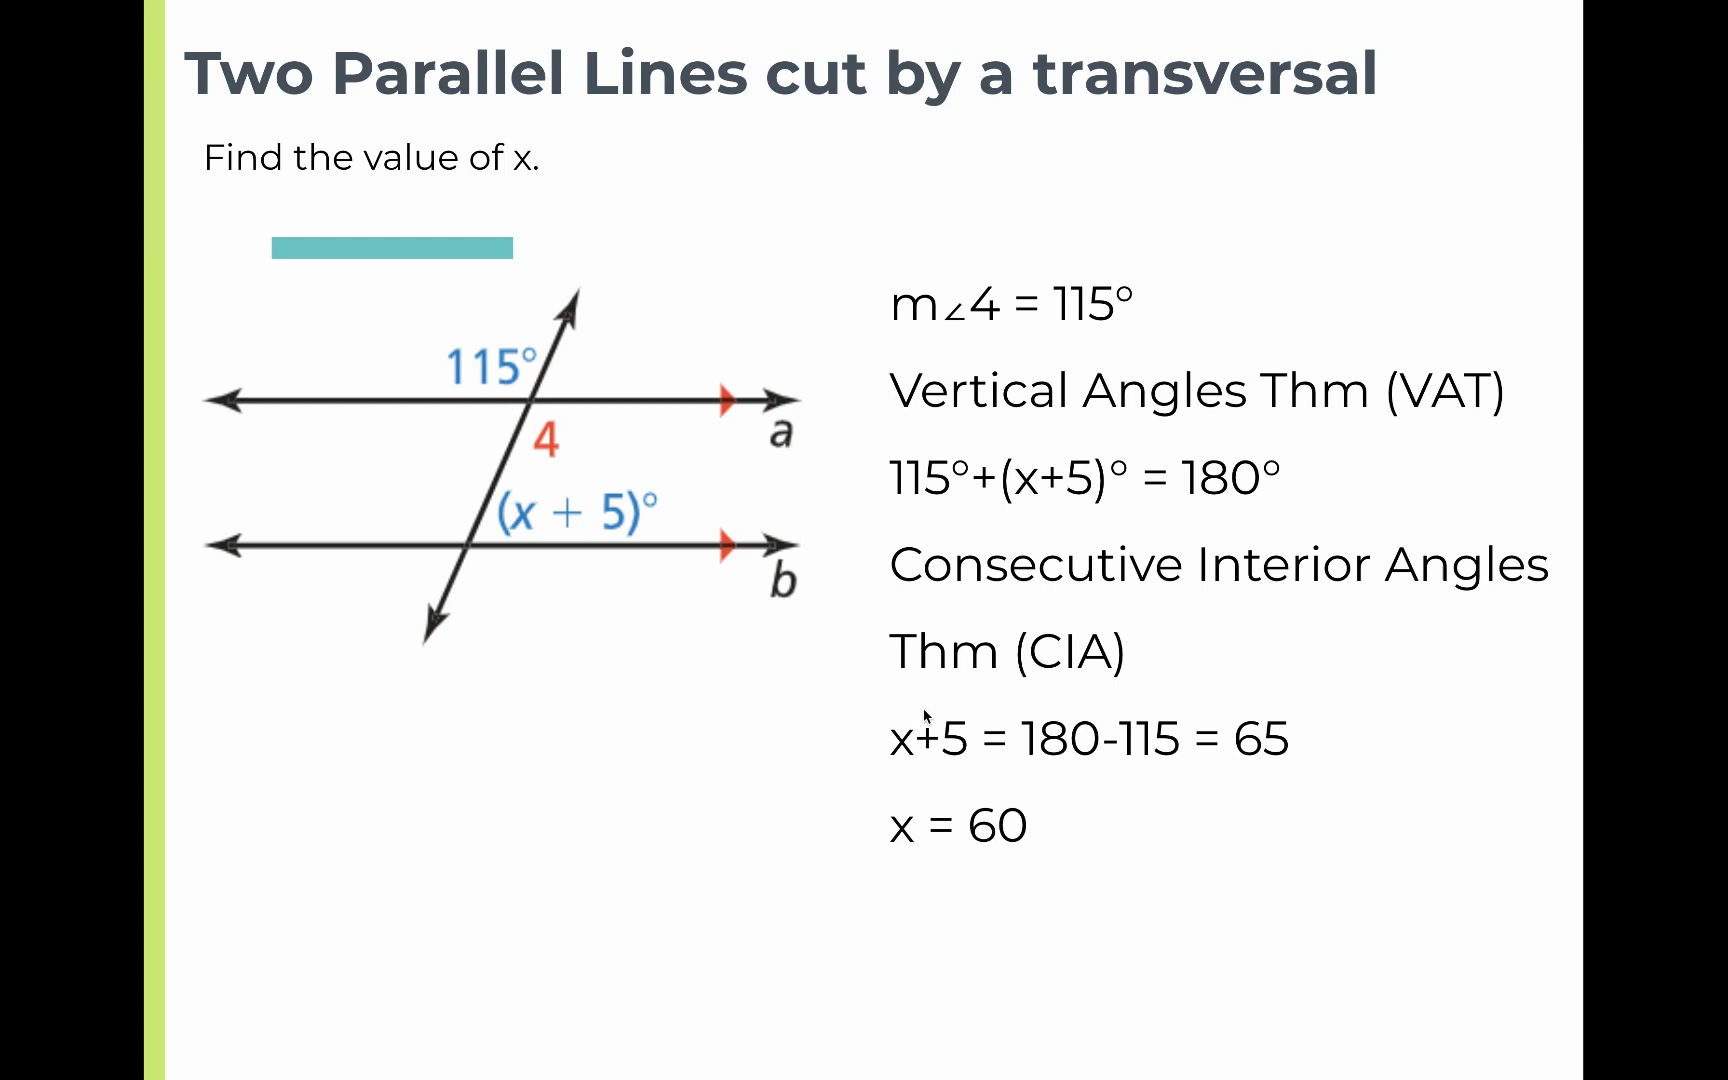 Two Parallel Lines cut by a transversal
Find the value of x.
115°
4
a
(x + 5)°
b
m∠4 = 115°
Vertical Angles Thm (VAT)
115°+(x+5)° = 180°
Consecutive Interior Angles
Thm (CIA)
x+5 = 180-115 = 65
x = 60